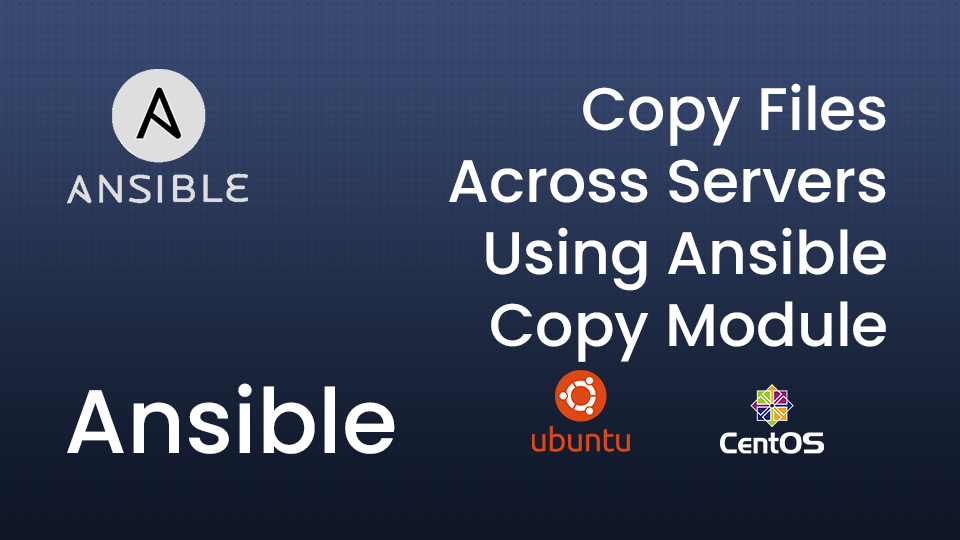 ANSIBLE
Copy Files
Across Servers
Using Ansible
Copy Module
Ansible
ubuntu
CentOS